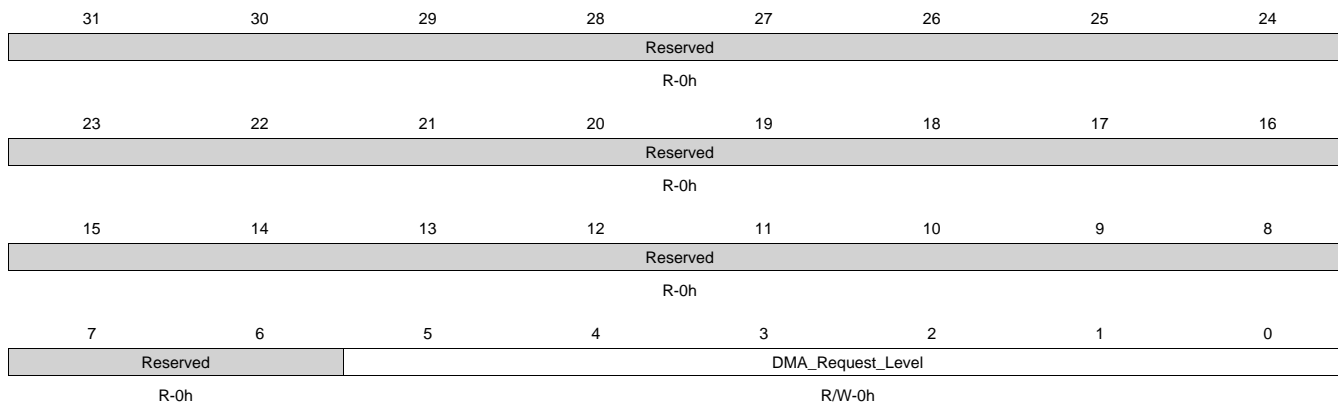 31 30 29 28 27 26 25 24
Reserved
R-0h
23 22 21 20 19 18 17 16
Reserved
R-0h
15 14 13 12 11 10 9 8
Reserved
R-0h
7 6 5 4 3 2 1 0
Reserved DMA_Request_Level
R-0h R/W-0h